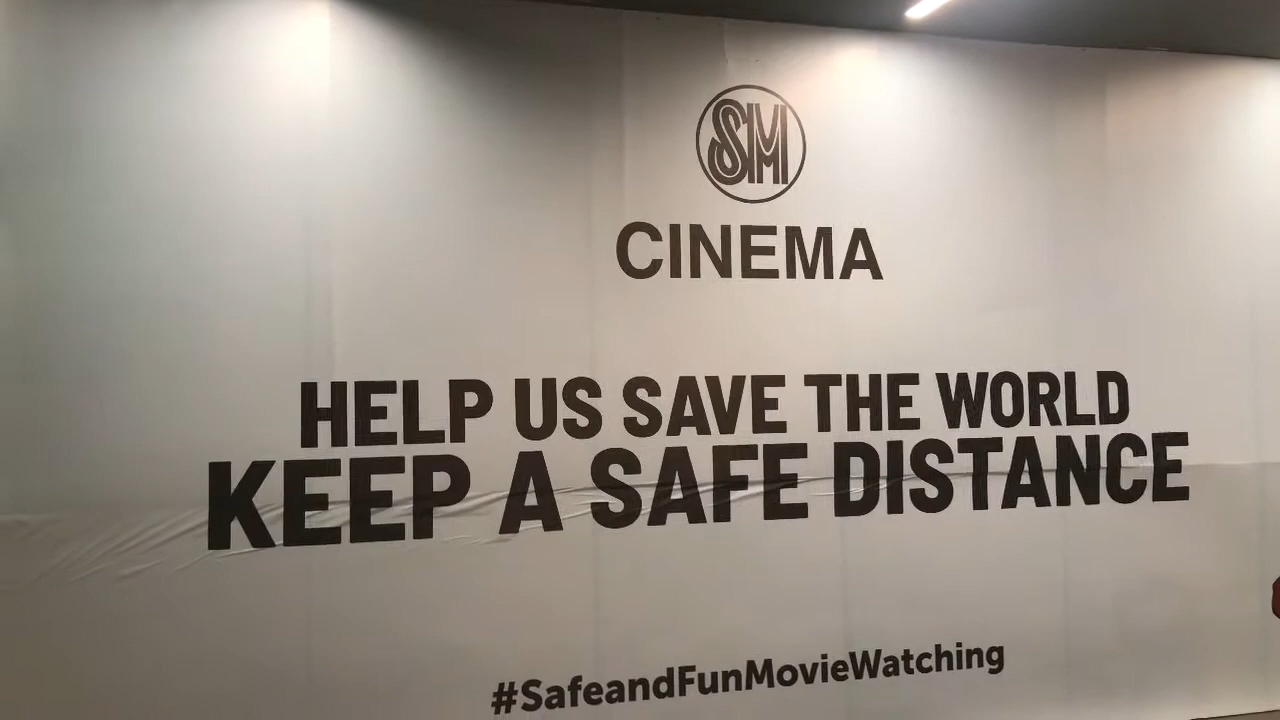 SM
CINEMA
HELP US SAVE THE WORLD
KEEP A SAFE DISTANCE
#SafeandFunMovieWatching